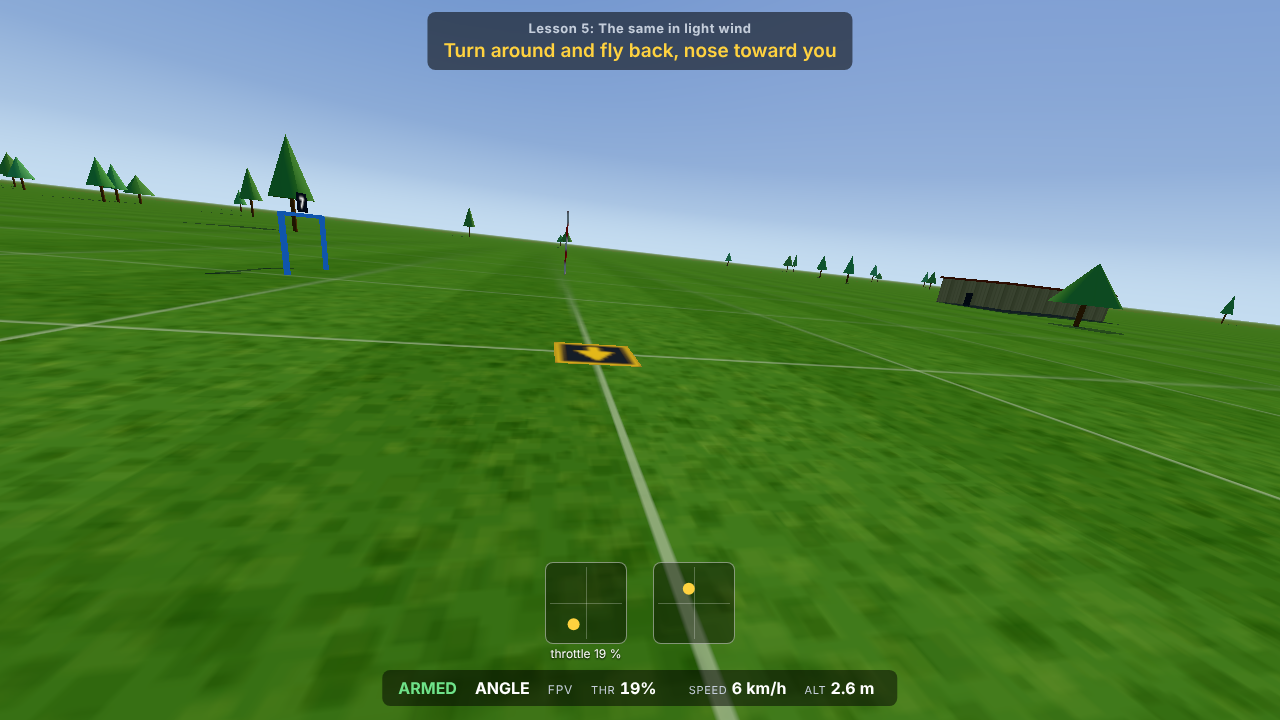 Lesson 5: The same in light wind
Turn around and fly back, nose toward you
throttle 19 %
ARMED ANGLE FPV THR 19% SPEED 6 km/h ALT 2.6 m